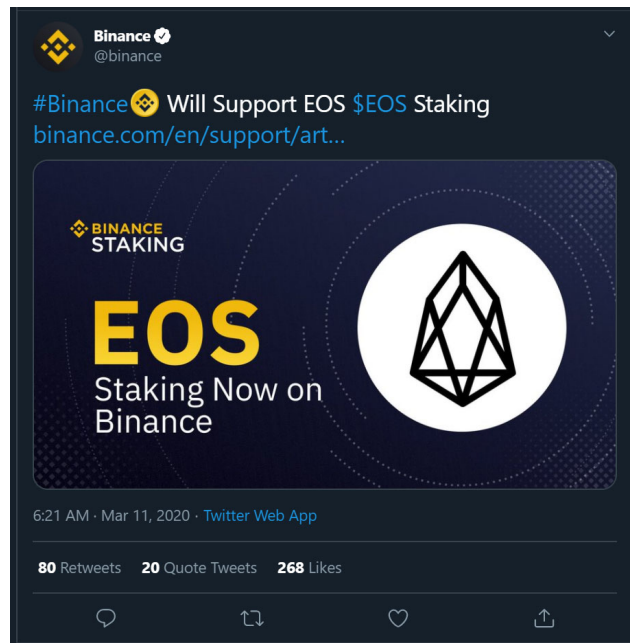 Binance
@binance
#Binance Will Support EOS $EOS Staking
binance.com/en/support/art...
BINANCE
STAKING
EOS
Staking Now on
Binance
6:21 AM · Mar 11, 2020 · Twitter Web App
80 Retweets 20 Quote Tweets 268 Likes